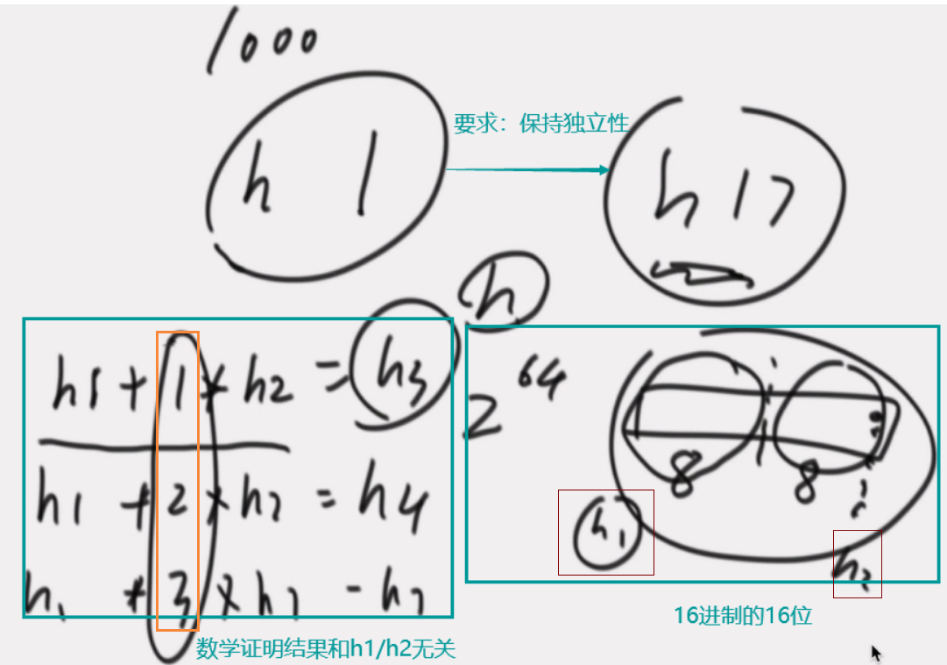 1000
h 1
要求：保持独立性
h 17
h
h1 + 1 * h2 = h3
h1 + 2 × h2 = h4
h1 + 3 × h2 =
2^64
8 8
h1
h2
16进制的16位
数学证明结果和h1/h2无关